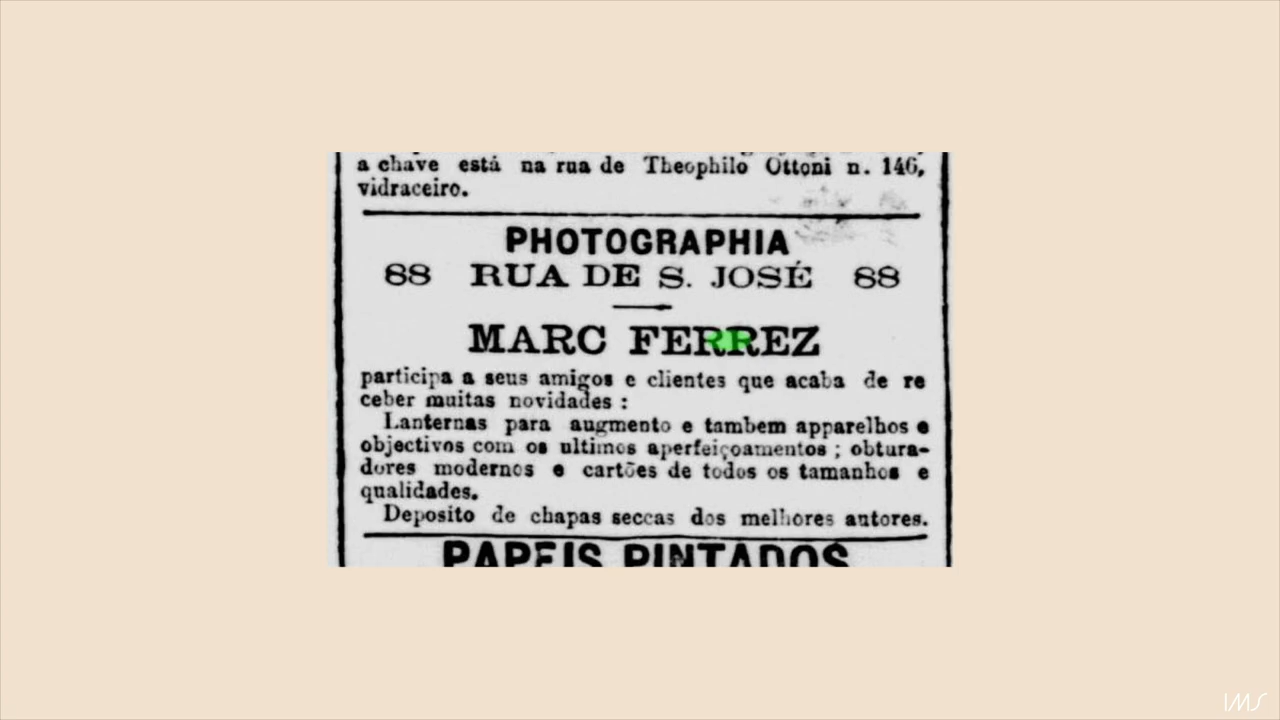 a chave está na rua de Theophilo Ottoni n. 146,
vidraceiro.
PHOTOGRAPHIA
88 RUA DE S. JOSÉ 88
MARC FERREZ
participa a seus amigos e clientes que acaba de re
ceber muitas novidades :
Lanternas para augmento e tambem apparelhos e
objectivos com os ultimos aperfeiçoamentos ; obtura-
dores modernos e cartões de todos os tamanhos e
qualidades.
Deposito de chapas seccas dos melhores autores.
PAPEIS PINTADOS
IMS